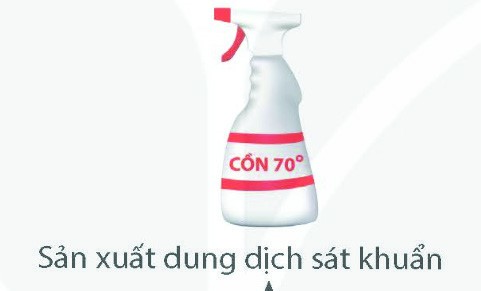 CỒN 70°
Sản xuất dung dịch sát khuẩn